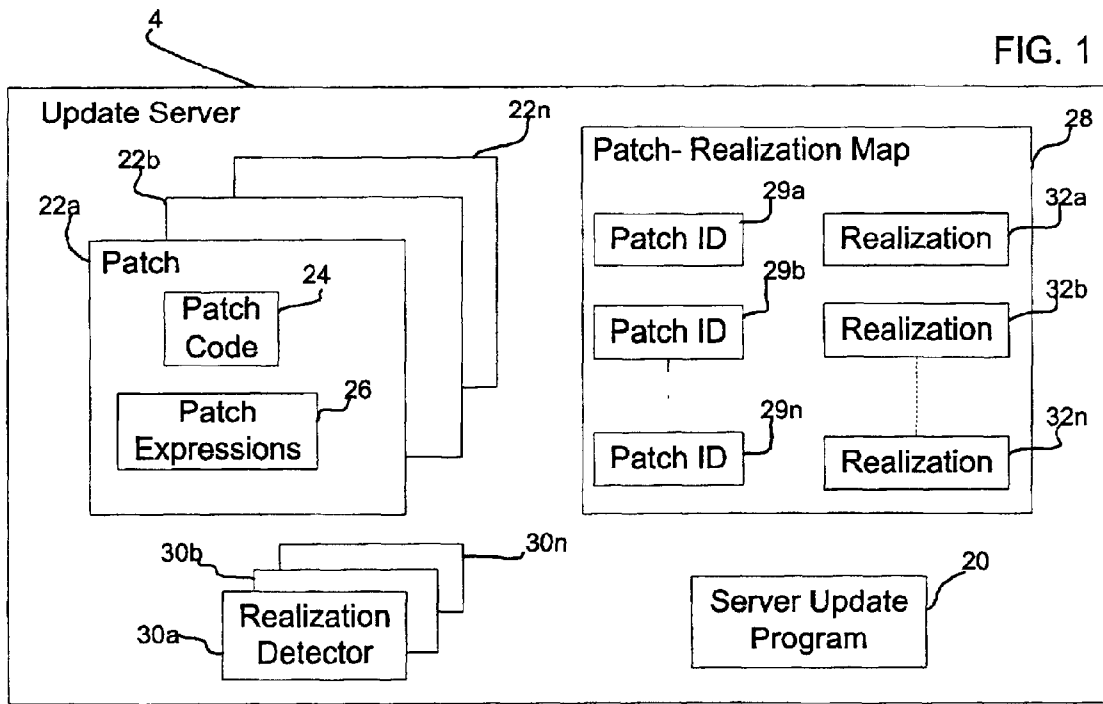 4
FIG. 1
Update Server
22n
28
22b
Patch- Realization Map
22a
29a
32a
Patch
Patch ID
Realization
24
29b
32b
Patch
Code
Patch ID
Realization
26
Patch
Expressions
29n
32n
Patch ID
Realization
30b
30n
20
Realization
Detector
30a
Server Update
Program